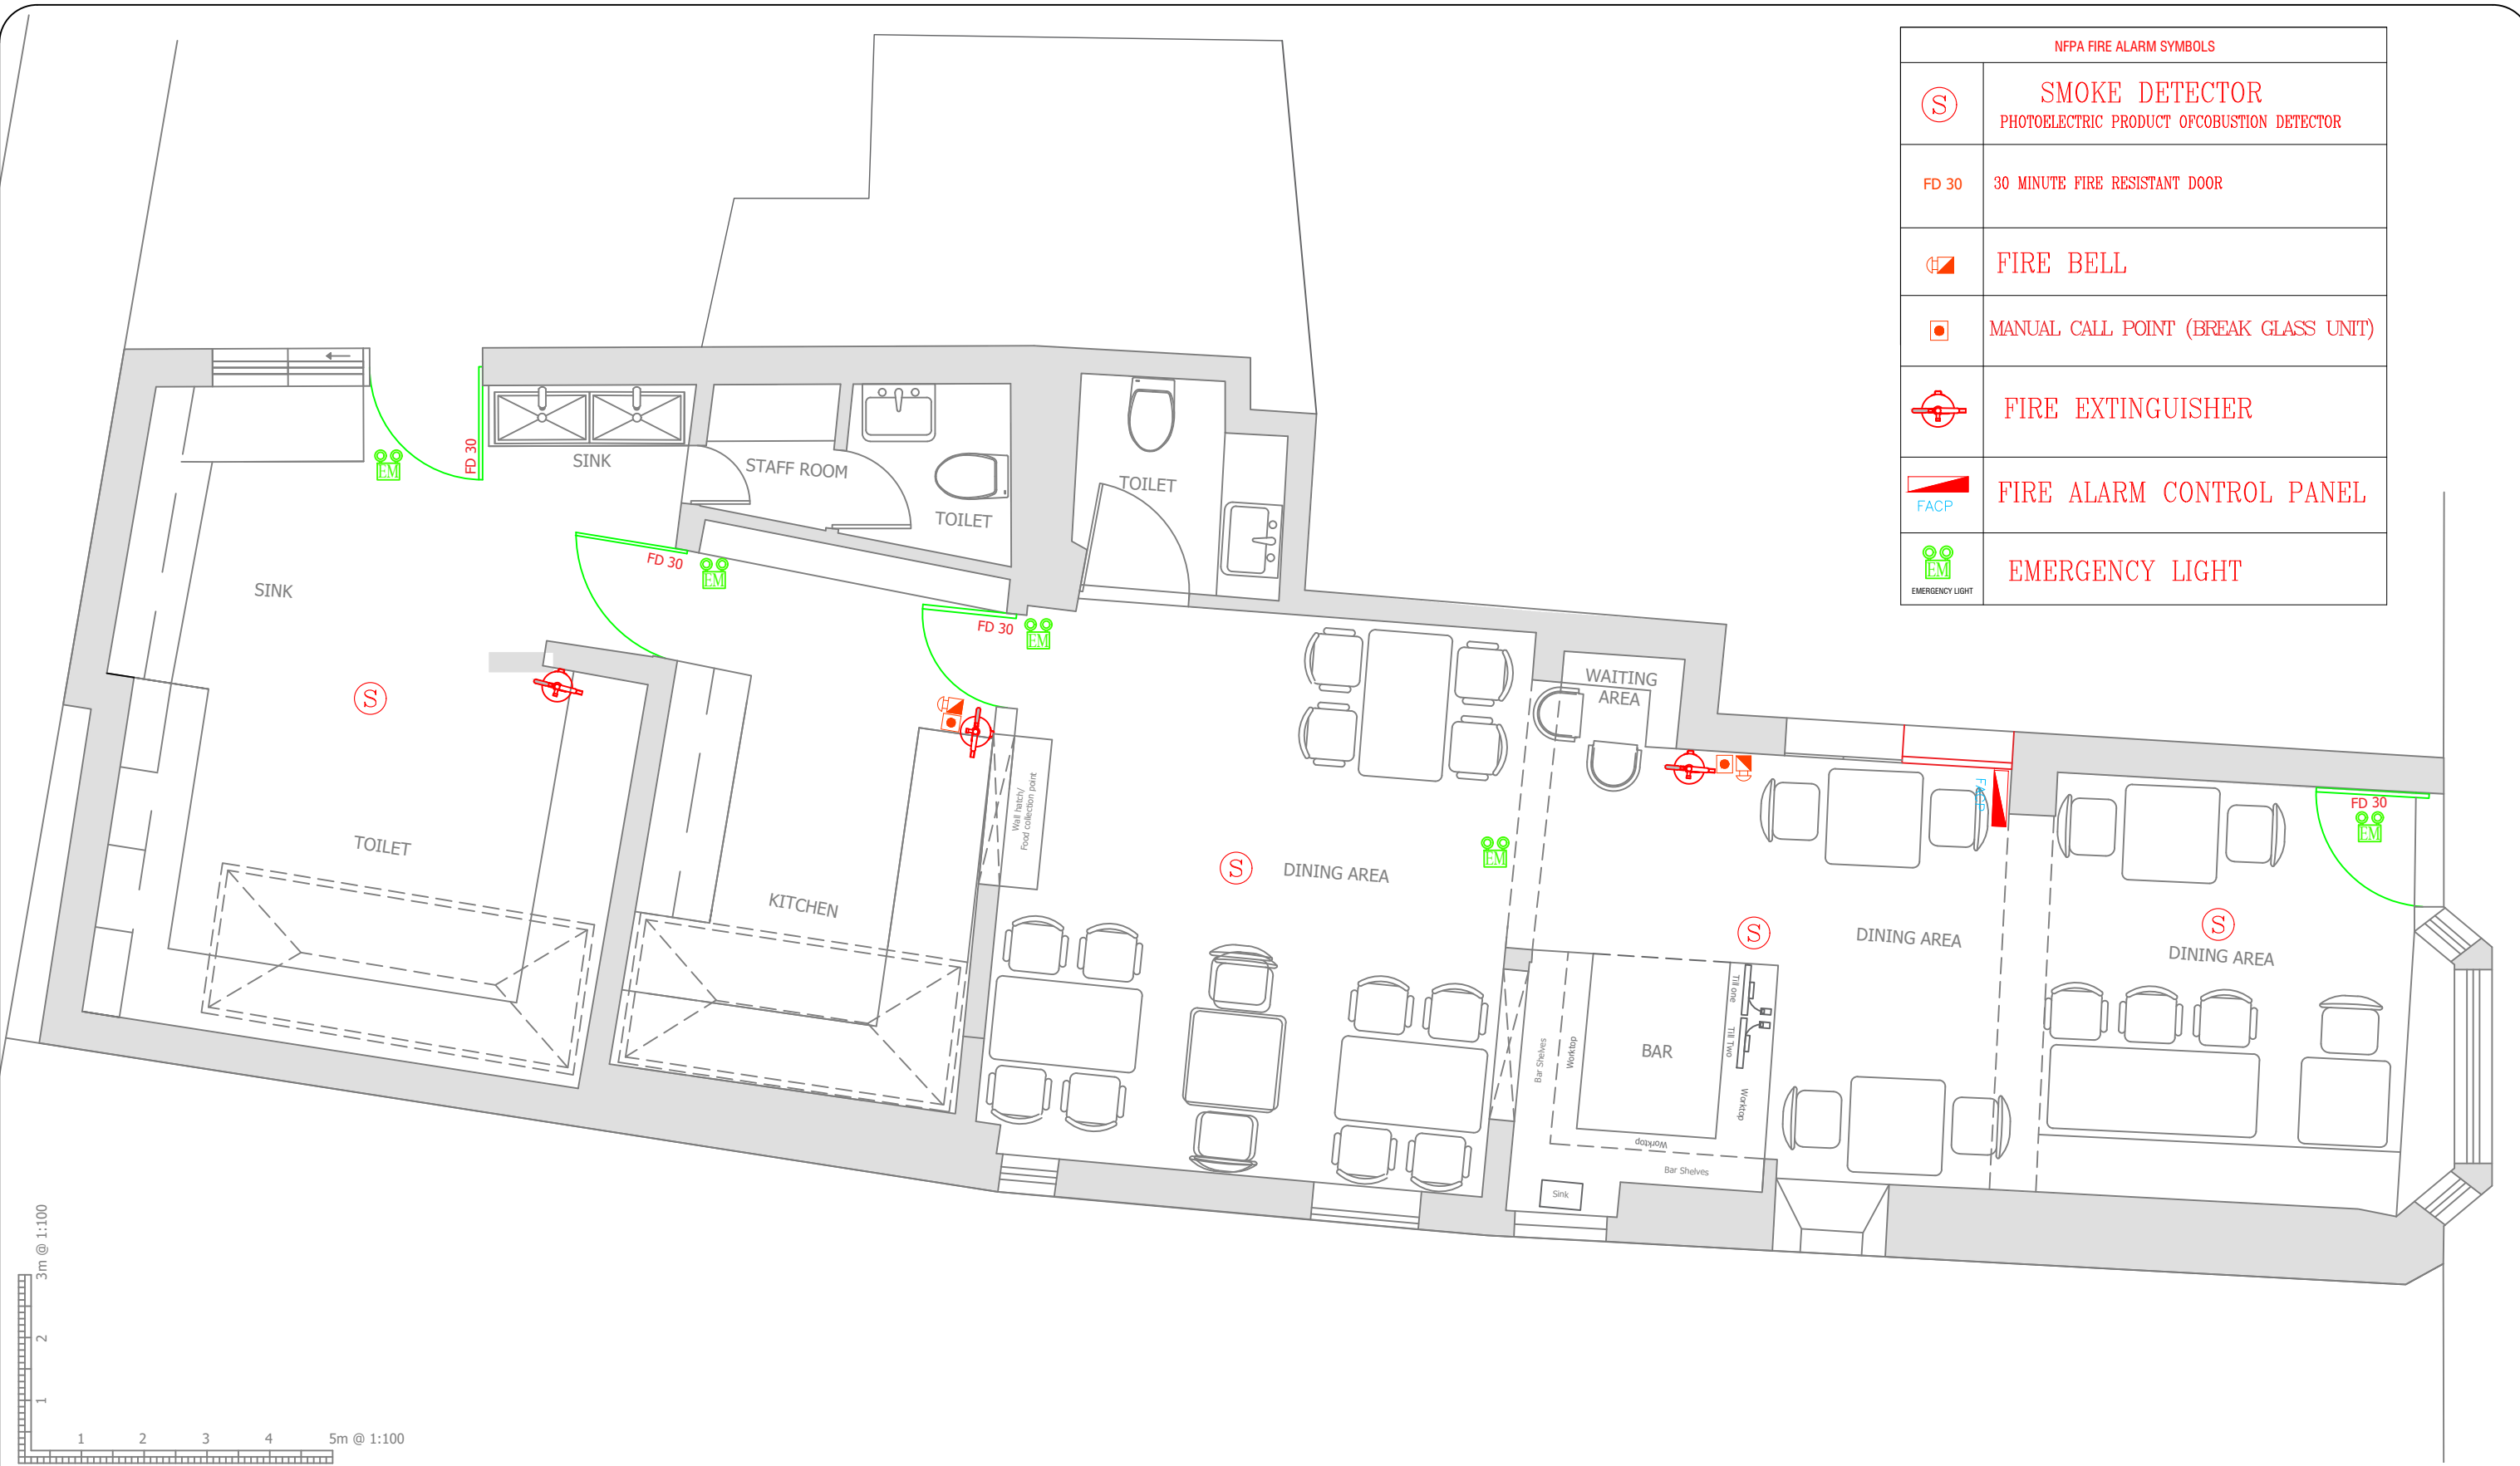 NFPA FIRE ALARM SYMBOLS
S
SMOKE DETECTOR
PHOTOELECTRIC PRODUCT OFCOBUSTION DETECTOR
FD 30
30 MINUTE FIRE RESISTANT DOOR
FIRE BELL
MANUAL CALL POINT (BREAK GLASS UNIT)
FIRE EXTINGUISHER
FACP
FIRE ALARM CONTROL PANEL
EM
EMERGENCY LIGHT
EMERGENCY LIGHT
FD 30
EM
SINK
STAFF ROOM
TOILET
TOILET
FD 30
EM
SINK
FD 30
EM
S
WAITING
AREA
TOILET
KITCHEN
Wall hatch/
Food collection point
S
DINING AREA
EM
FACP
FD 30
EM
S
DINING AREA
S
DINING AREA
BAR
Bar Shelves
Worktop
Till one
Till Two
Worktop
Worktop
Bar Shelves
Sink
3m @ 1:100
2
1
1
2
3
4
5m @ 1:100